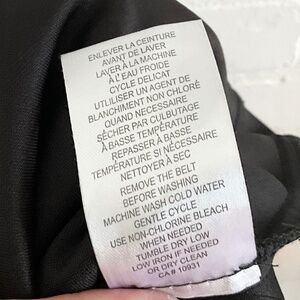 ENLEVER LA CEINTURE
AVANT DE LAVER
LAVER À LA MACHINE
À L'EAU FROIDE
CYCLE DELICAT
UTILISER UN AGENT DE
BLANCHIMENT NON CHLORÉ
QUAND NECESSAIRE
SÉCHER PAR CULBUTAGE
À BASSE TEMPÉRATURE
REPASSER À BASSE
TEMPÉRATURE SI NÉCESSAIRE
NETTOYER À SEC
REMOVE THE BELT
BEFORE WASHING
MACHINE WASH COLD WATER
GENTLE CYCLE
USE NON-CHLORINE BLEACH
WHEN NEEDED
TUMBLE DRY LOW
LOW IRON IF NEEDED
OR DRY CLEAN
CA# 10931